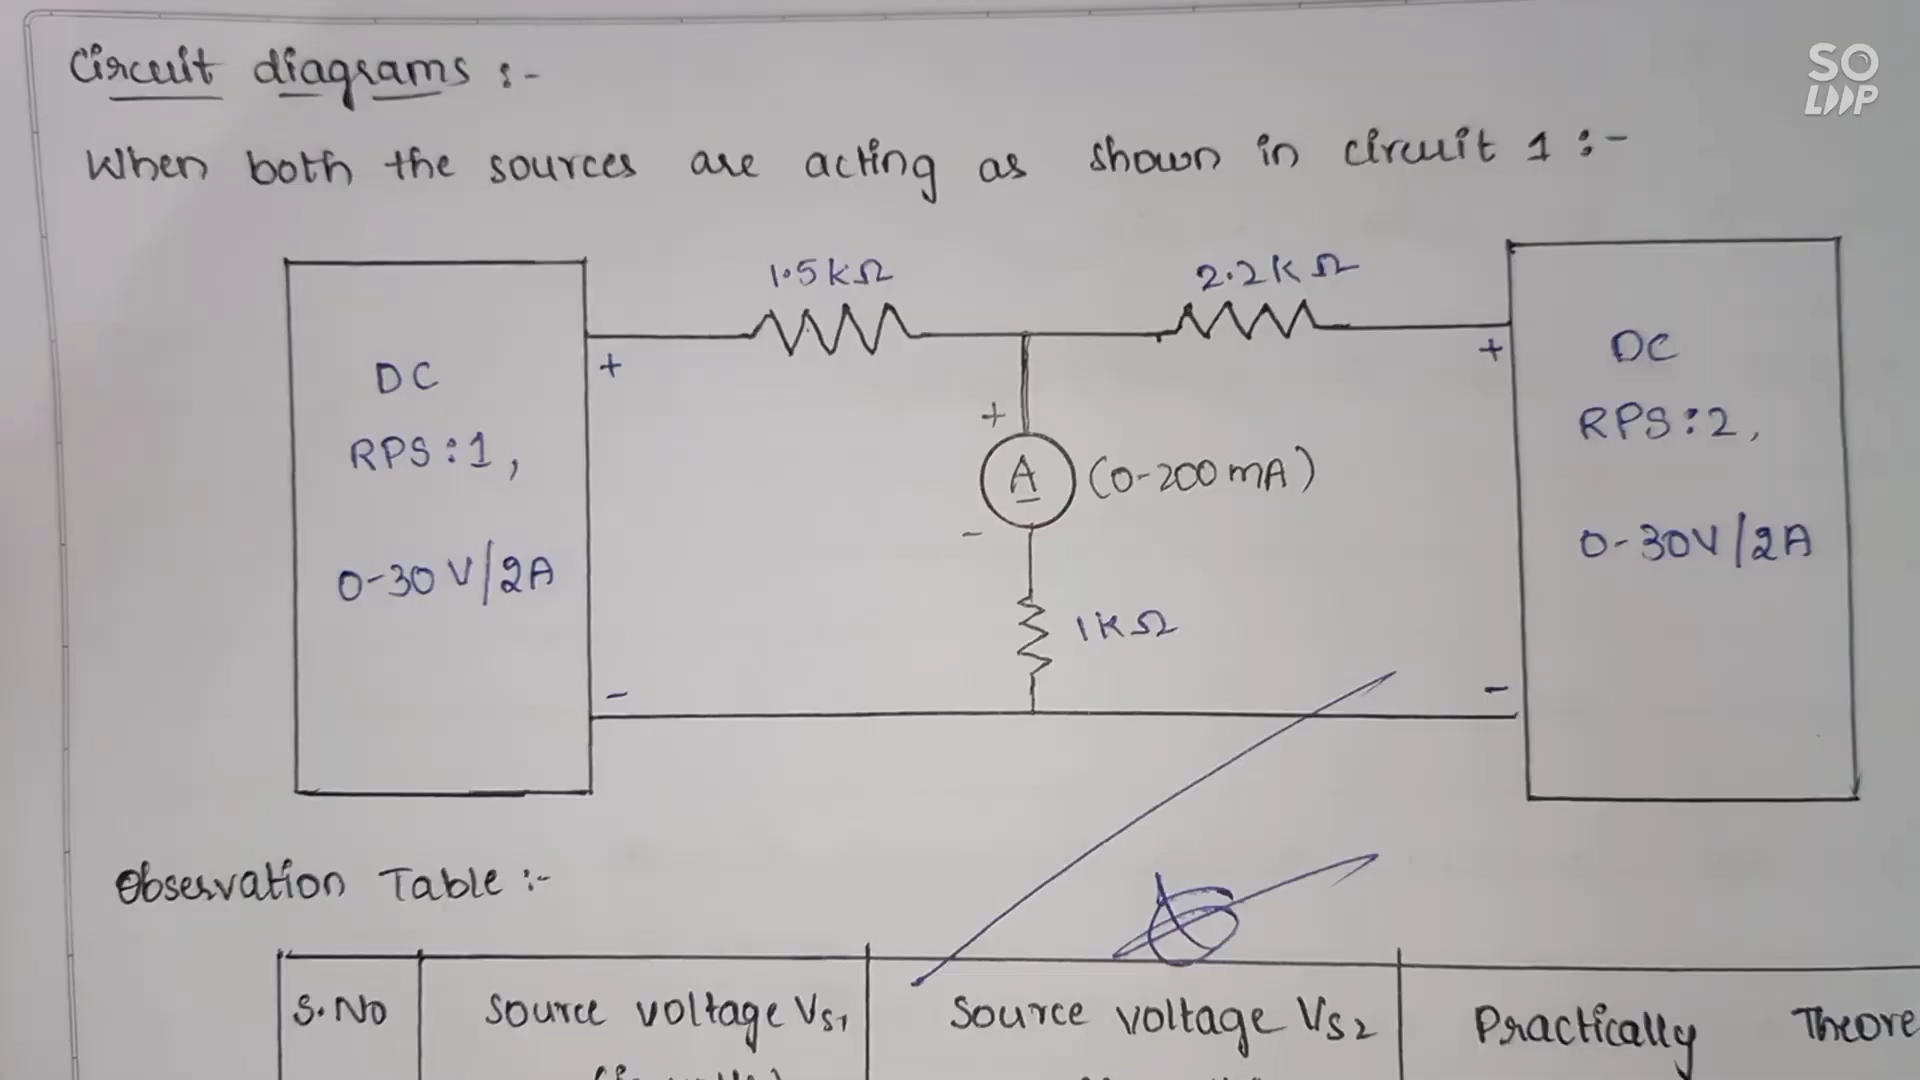 Circuit diagrams :-
SO
LOOP
When both the sources are acting as shown in circuit 1 :-
1.5kΩ
2.2kΩ
DC
RPS:1,
0-30V/2A
+
-
+
A
(0-200mA)
-
1kΩ
+
-
DC
RPS:2,
0-30V/2A
Observation Table :-
S.No
Source voltage Vs1
Source voltage Vs2
Practically